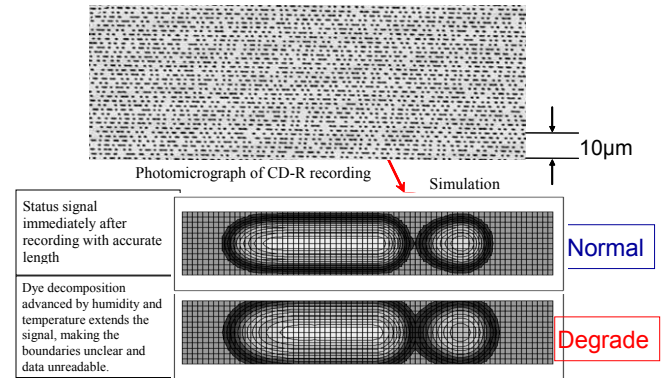 10µm
Photomicrograph of CD-R recording
Simulation
Status signal
immediately after
recording with accurate
length
Normal
Dye decomposition
advanced by humidity and
temperature extends the
signal, making the
boundaries unclear and
data unreadable.
Degrade